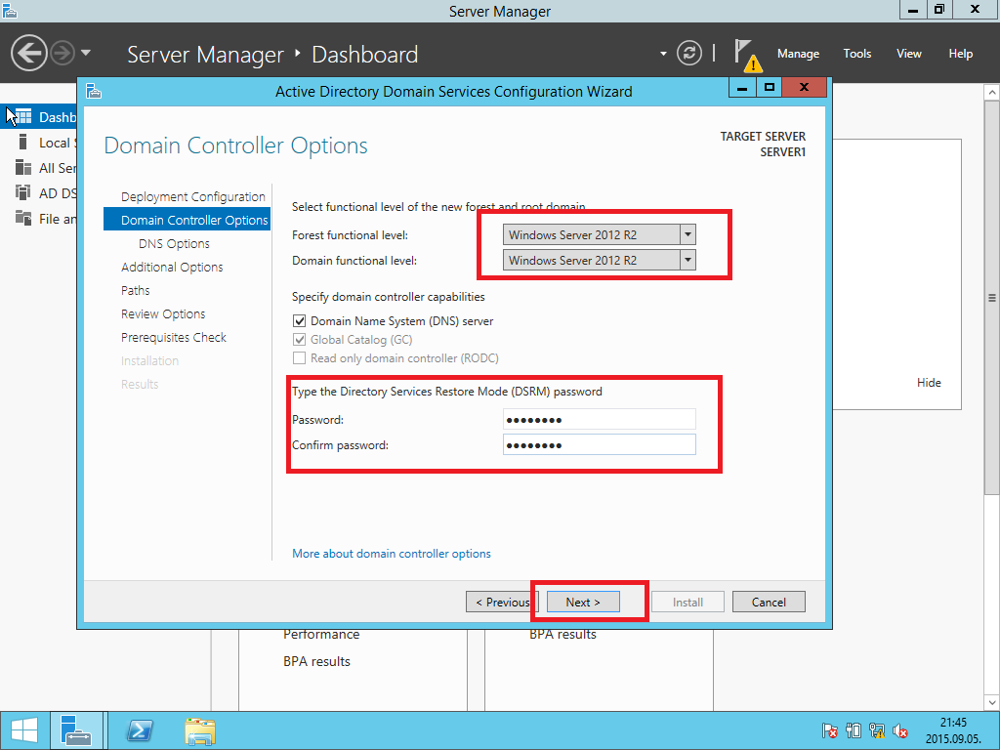 Server Manager
Server Manager ‣ Dashboard
Manage Tools View Help
Active Directory Domain Services Configuration Wizard
Dashb
Local S
All Ser
AD DS
File an
Domain Controller Options
TARGET SERVER
SERVER1
Deployment Configuration
Domain Controller Options
DNS Options
Additional Options
Paths
Review Options
Prerequisites Check
Installation
Results
Select functional level of the new forest and root domain
Forest functional level: Windows Server 2012 R2
Domain functional level: Windows Server 2012 R2
Specify domain controller capabilities
Domain Name System (DNS) server
Global Catalog (GC)
Read only domain controller (RODC)
Type the Directory Services Restore Mode (DSRM) password
Password: ●●●●●●●●
Confirm password: ●●●●●●●●
More about domain controller options
Hide
< Previous Next > Install Cancel
Performance
BPA results
BPA results
21:45
2015.09.05.